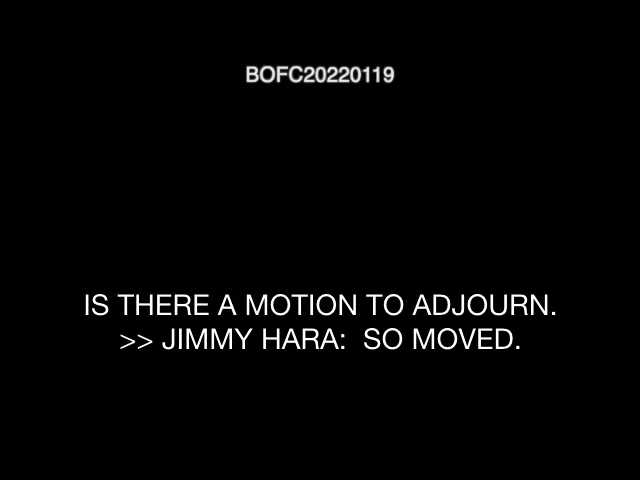 BOFC20220119
IS THERE A MOTION TO ADJOURN.
>> JIMMY HARA:  SO MOVED.